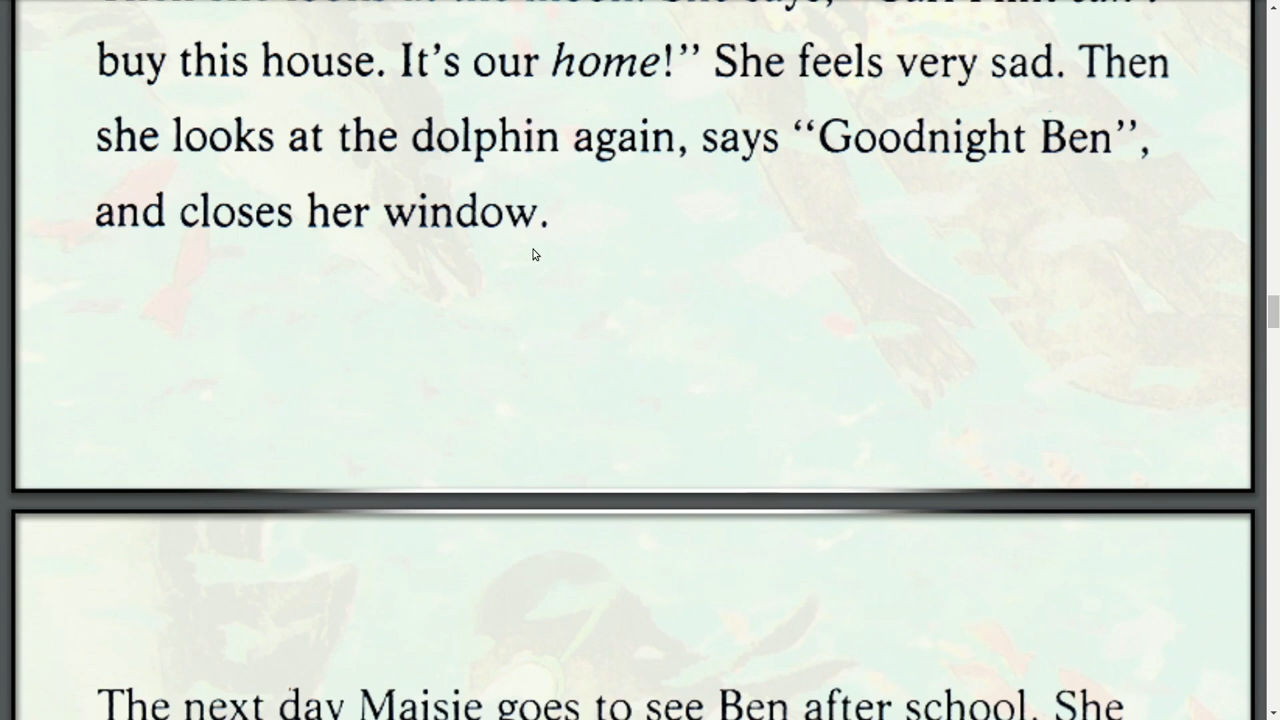 buy this house. It’s our home!” She feels very sad. Then
she looks at the dolphin again, says “Goodnight Ben”,
and closes her window.
The next day Maisie goes to see Ben after school. She